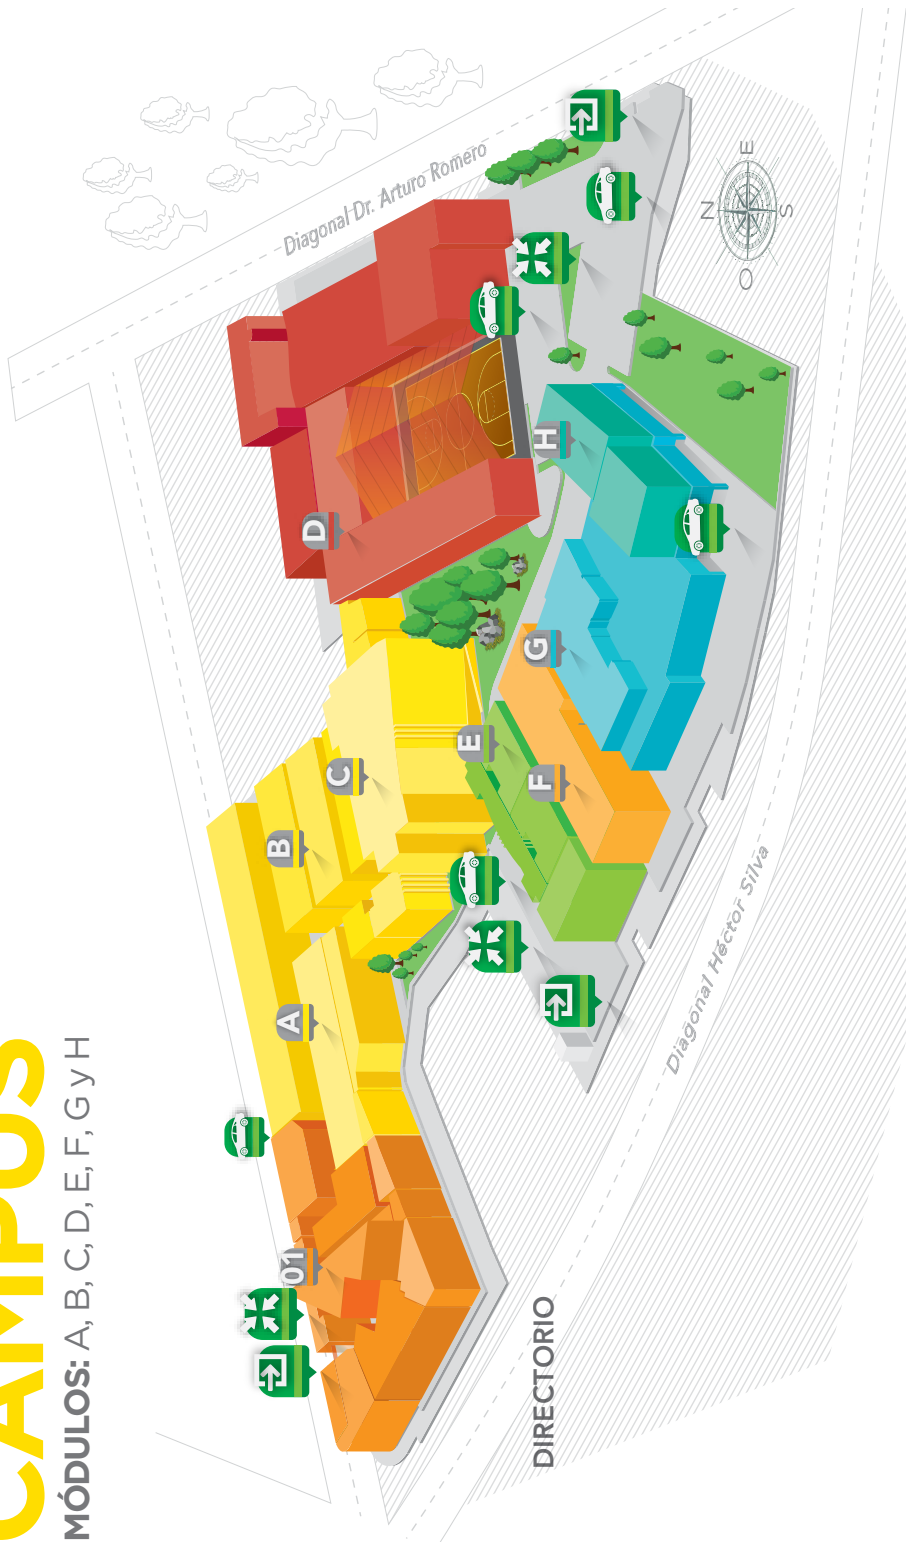 CAMPUS
MÓDULOS: A, B, C, D, E, F, G y H
Diagonal Dr. Arturo Romero
D
C
B
A
01
E
F
G
H
N
E
S
O
Diagonal Héctor Silva
DIRECTORIO